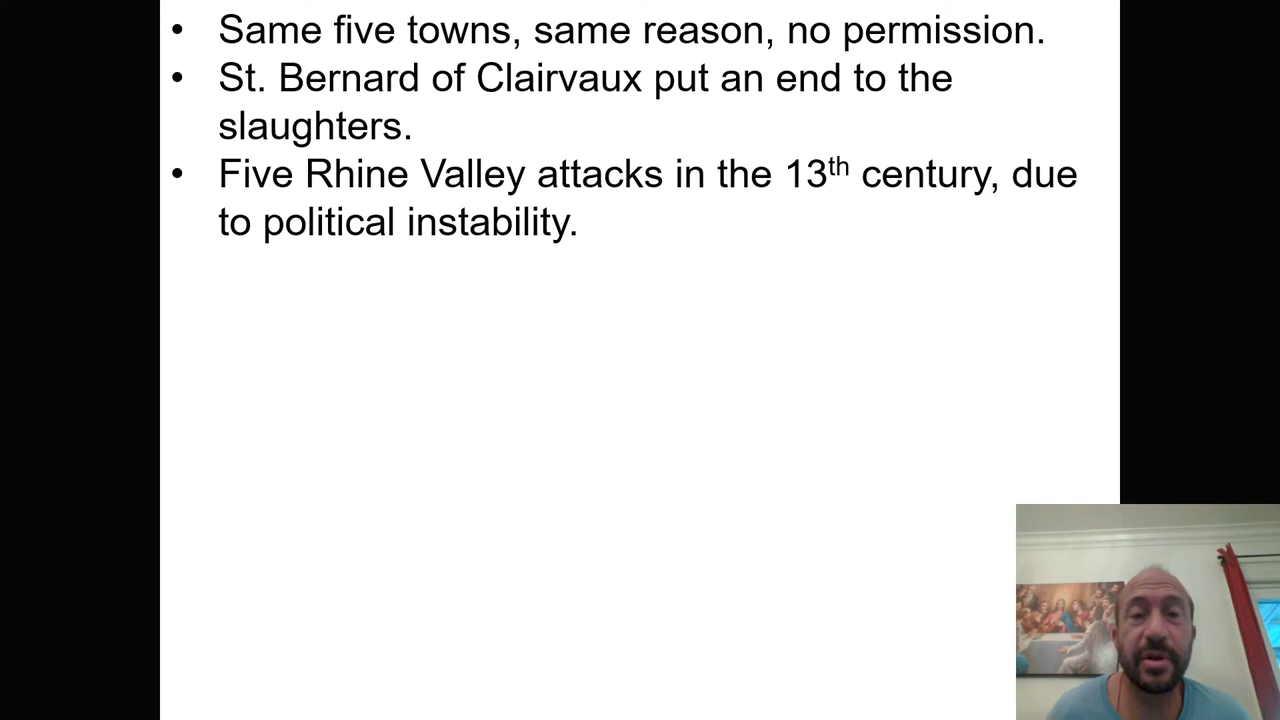 • Same five towns, same reason, no permission.
• St. Bernard of Clairvaux put an end to the
slaughters.
• Five Rhine Valley attacks in the 13th century, due
to political instability.